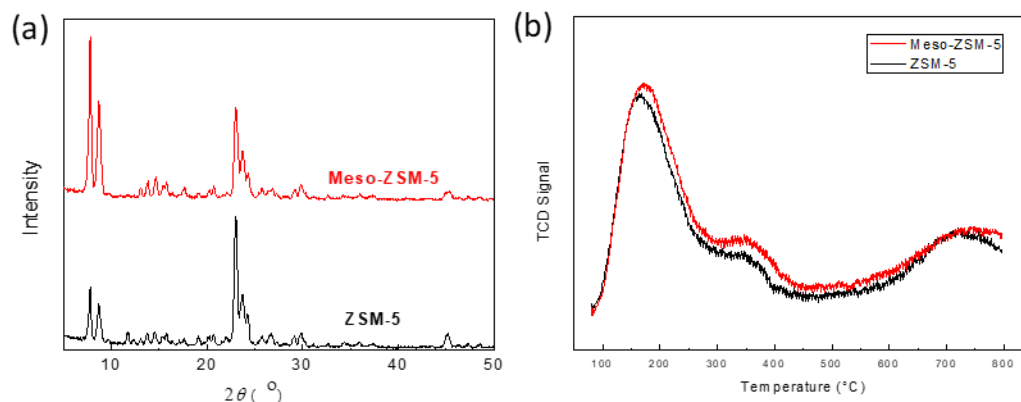 (a)
Intensity
Meso-ZSM-5
ZSM-5
10
20
30
40
50
2θ (°)
(b)
TCD Signal
Meso-ZSM-5
ZSM-5
100
200
300
400
500
600
700
800
Temperature (°C)